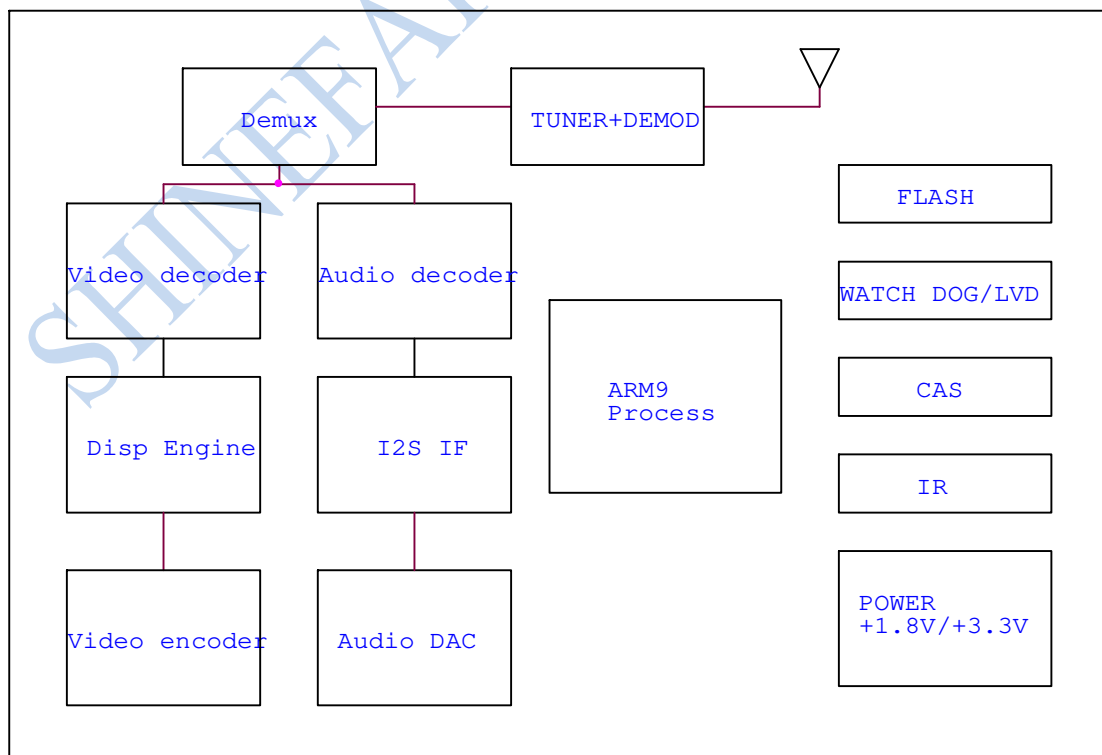 Demux
TUNER+DEMOD
FLASH
Video decoder
Audio decoder
WATCH DOG/LVD
ARM9
Process
CAS
Disp Engine
I2S IF
IR
POWER
+1.8V/+3.3V
Video encoder
Audio DAC